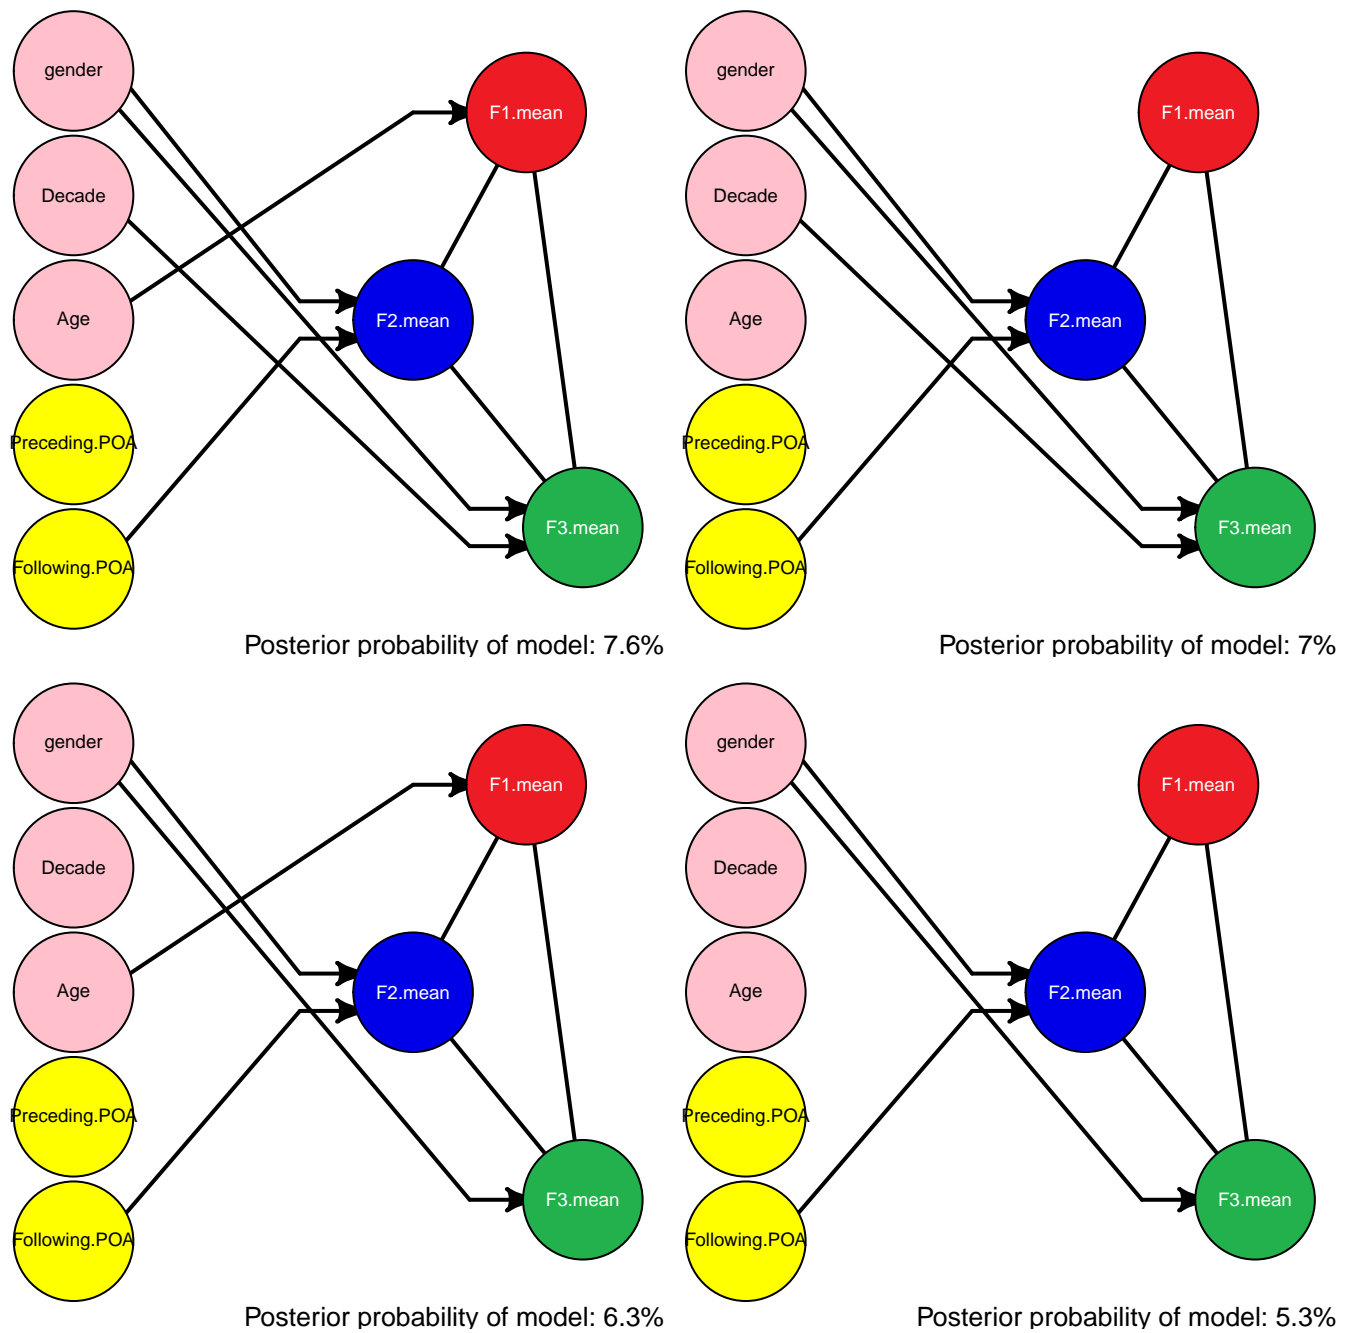 gender
F1.mean
Decade
Age
F2.mean
Preceding.POA
F3.mean
Following.POA
Posterior probability of model: 7.6%
gender
F1.mean
Decade
Age
F2.mean
Preceding.POA
F3.mean
Following.POA
Posterior probability of model: 7%
gender
F1.mean
Decade
Age
F2.mean
Preceding.POA
F3.mean
Following.POA
Posterior probability of model: 6.3%
gender
F1.mean
Decade
Age
F2.mean
Preceding.POA
F3.mean
Following.POA
Posterior probability of model: 5.3%